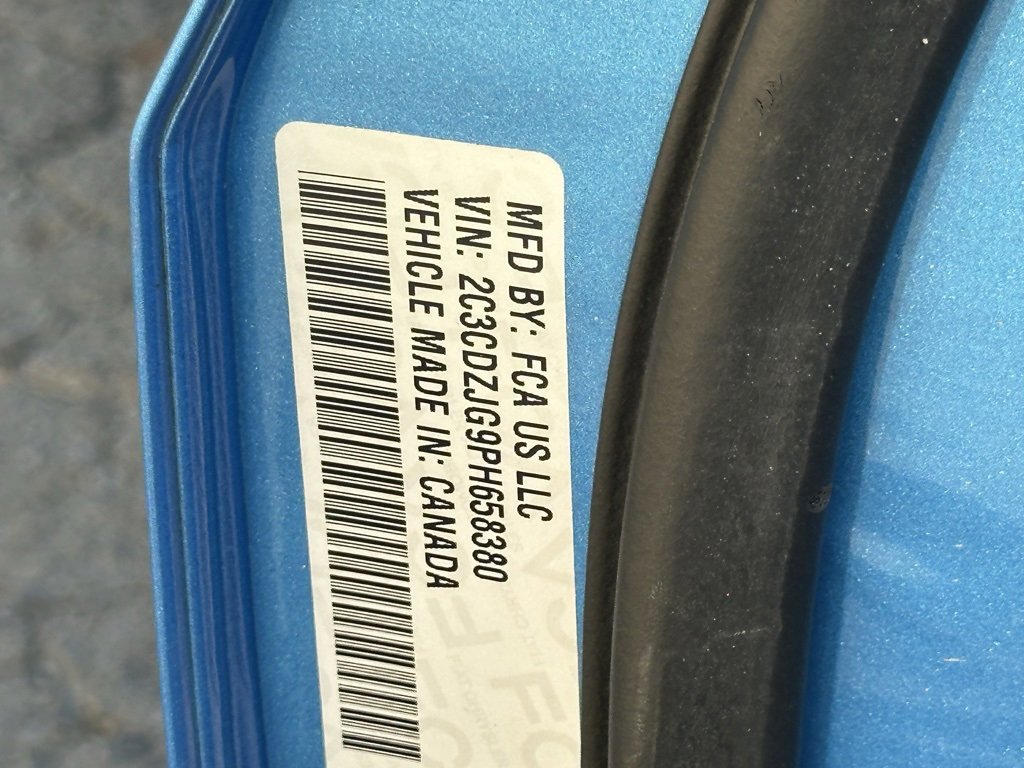 MFD BY: FCA US LLC
VIN: 2C3CDZJG9PH658380
VEHICLE MADE IN: CANADA